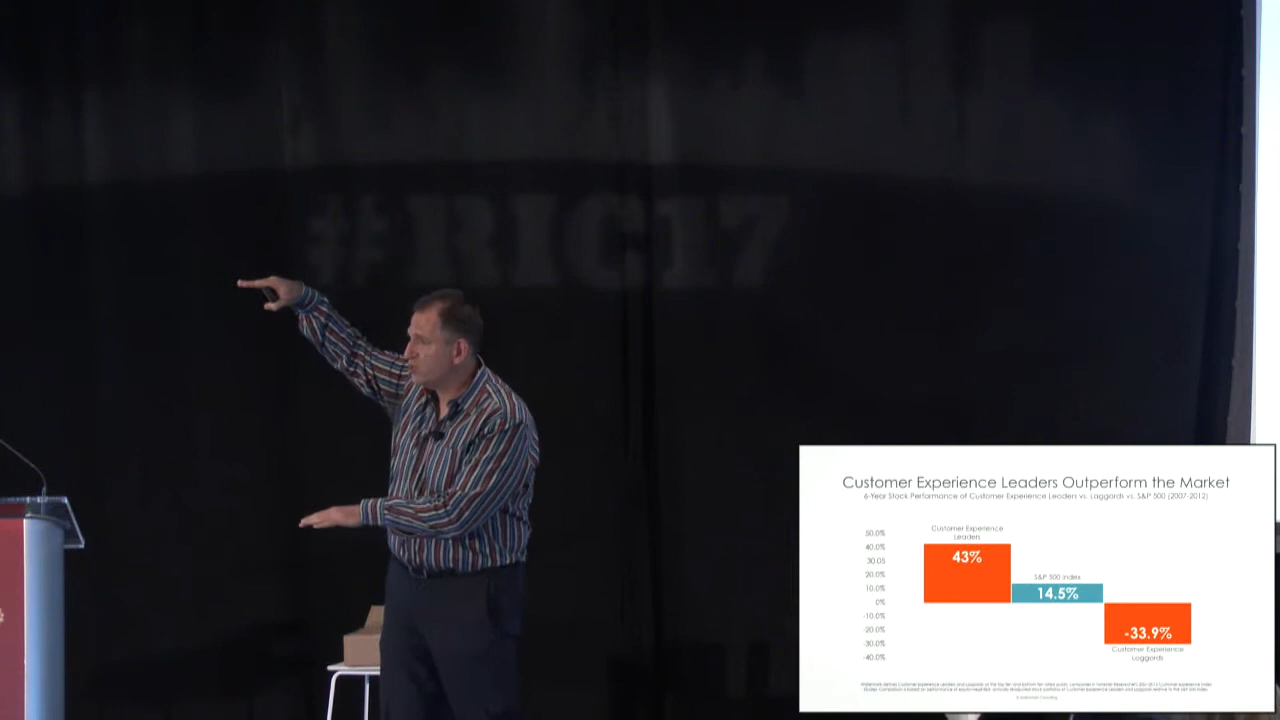 #RIC17
Customer Experience Leaders Outperform the Market
6-Year Stock Performance of Customer Experience Leaders vs. Laggards vs. S&P 500 (2007-2012)
50.0%
40.0%
30.05
20.0%
10.0%
0%
-10.0%
-20.0%
-30.0%
-40.0%
Customer Experience
Leaders
43%
S&P 500 Index
14.5%
-33.9%
Customer Experience
Laggards